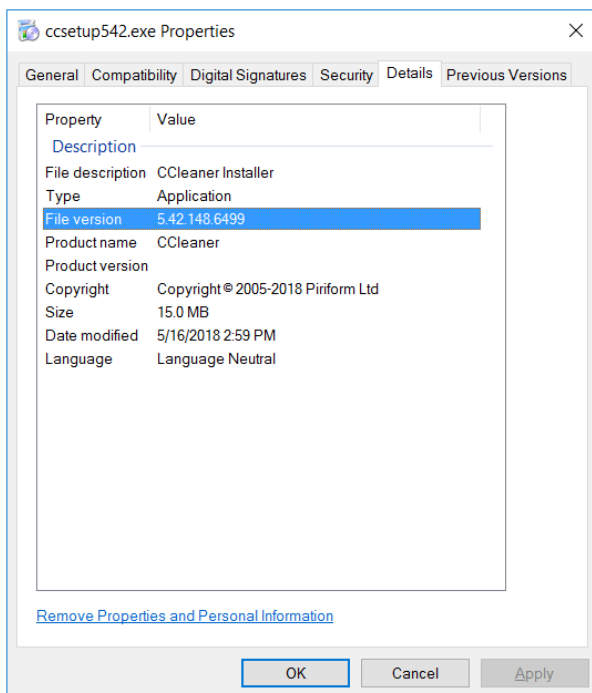 ccsetup542.exe Properties
General Compatibility Digital Signatures Security Details Previous Versions
Property Value
Description
File description CCleaner Installer
Type Application
File version 5.42.148.6499
Product name CCleaner
Product version
Copyright Copyright © 2005-2018 Piriform Ltd
Size 15.0 MB
Date modified 5/16/2018 2:59 PM
Language Language Neutral
Remove Properties and Personal Information
OK Cancel Apply